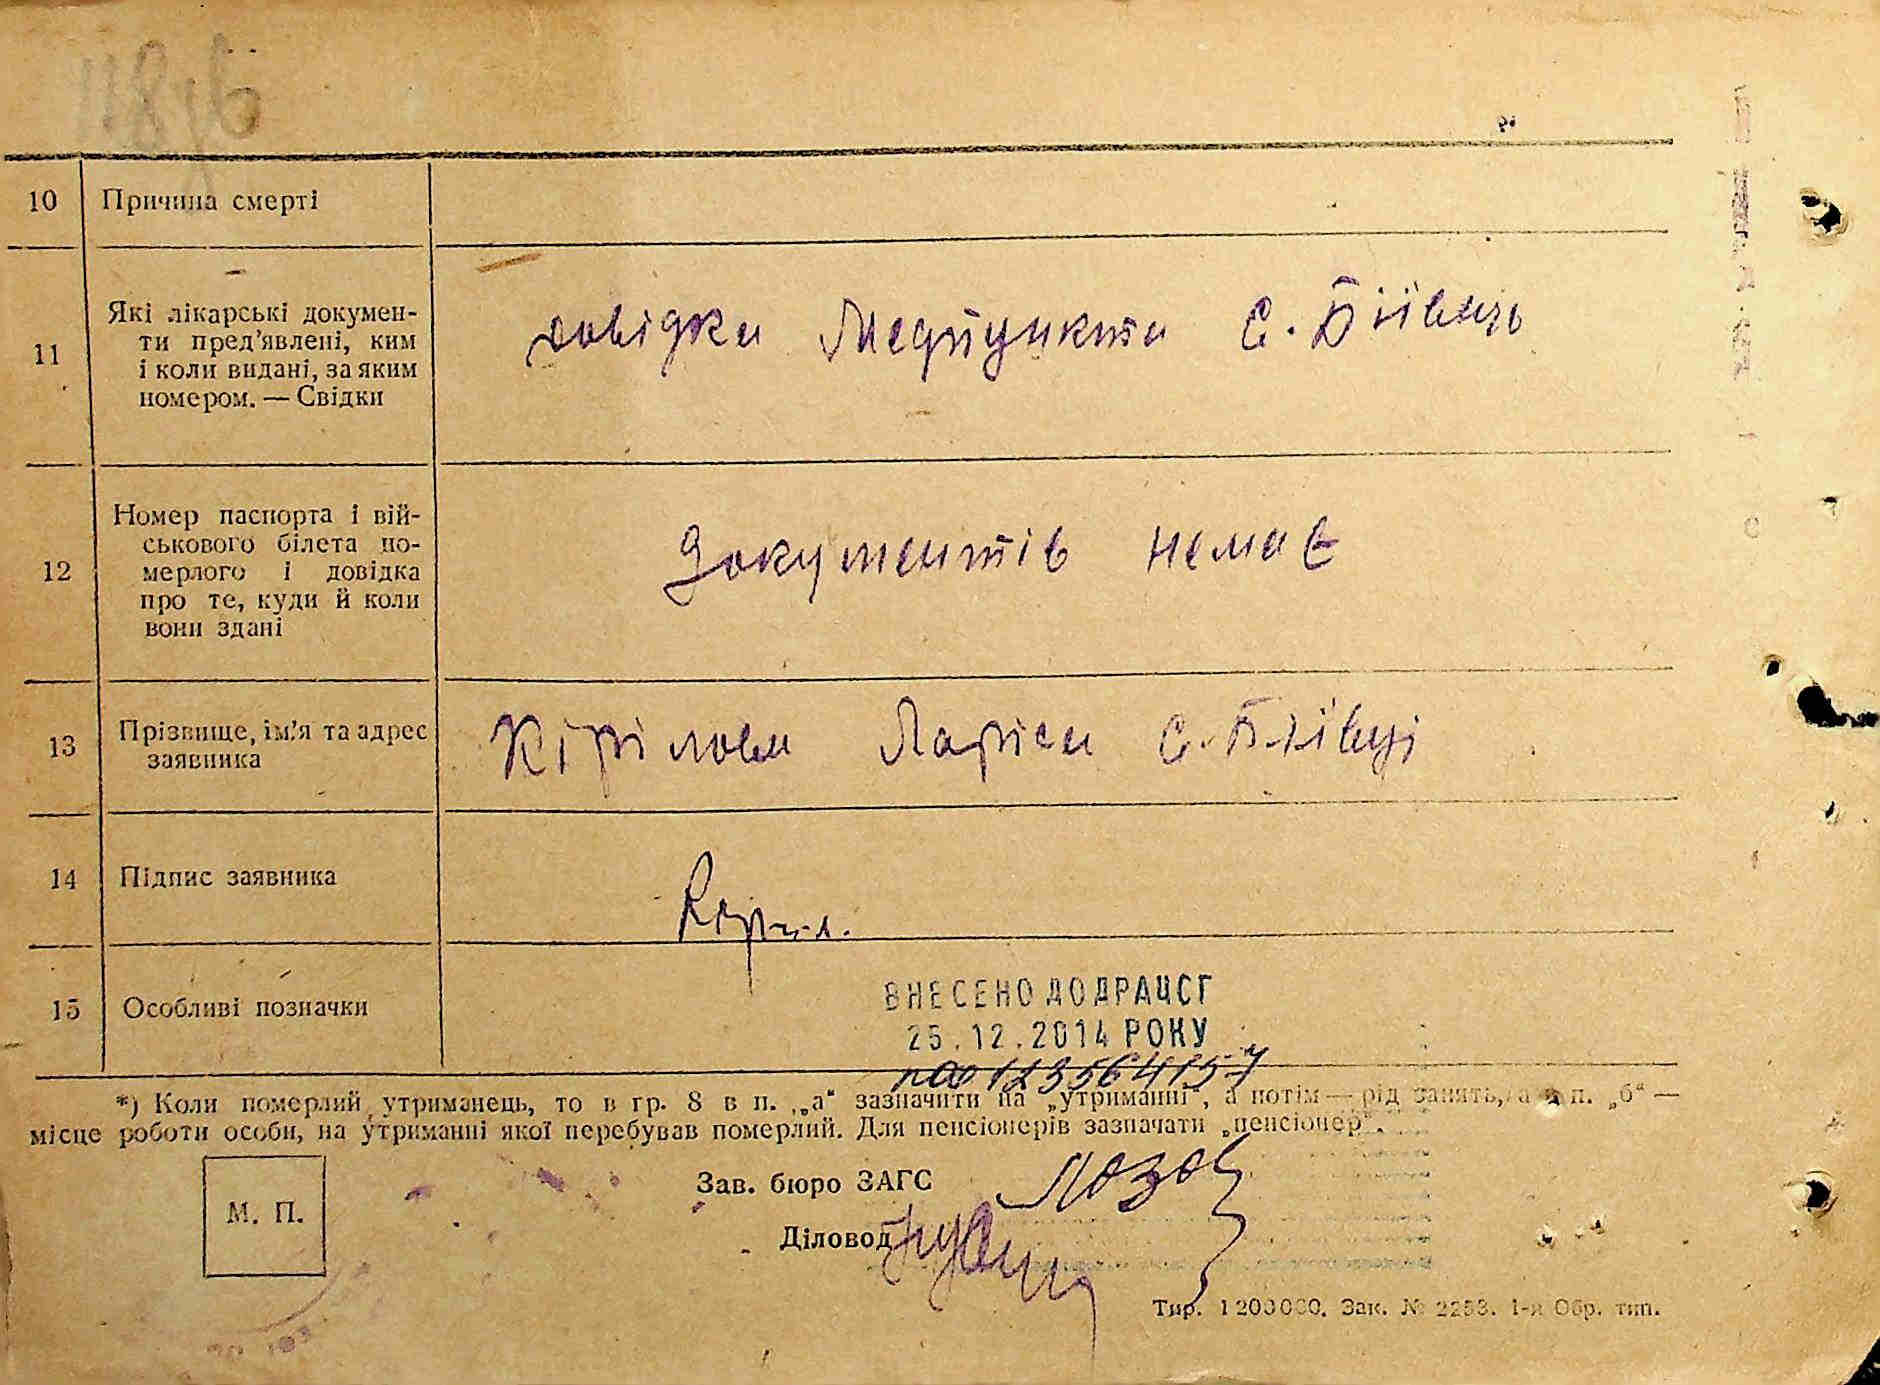 10 Причина смерті
11 Які лікарські докумен-
ти пред’явлені, ким
і коли видані, за яким
номером. — Свідки
довідки Медпункта с. Біївець
12 Номер паспорта і вій-
ськового білета по-
мерлого і довідка
про те, куди й коли
вони здані
документів немає
13 Прізвище, ім’я та адрес
заявника
Кірілова Ларіса с. Біївці
14 Підпис заявника
15 Особливі позначки
ВНЕСЕНО ДО ДРАЦСГ
25.12.2014 РОКУ
*) Коли померлий утриманець, то в гр. 8 в п. „а“ зазначити на „утриманні“, а потім — рід занять, а в п. „б“ —
місце роботи особи, на утриманні якої перебував померлий. Для пенсіонерів зазначати „пенсіонер“.
Зав. бюро ЗАГС
М. П.
Діловод
Тир. 1200000. Зак. № 2253. 1-я Обр. тип.